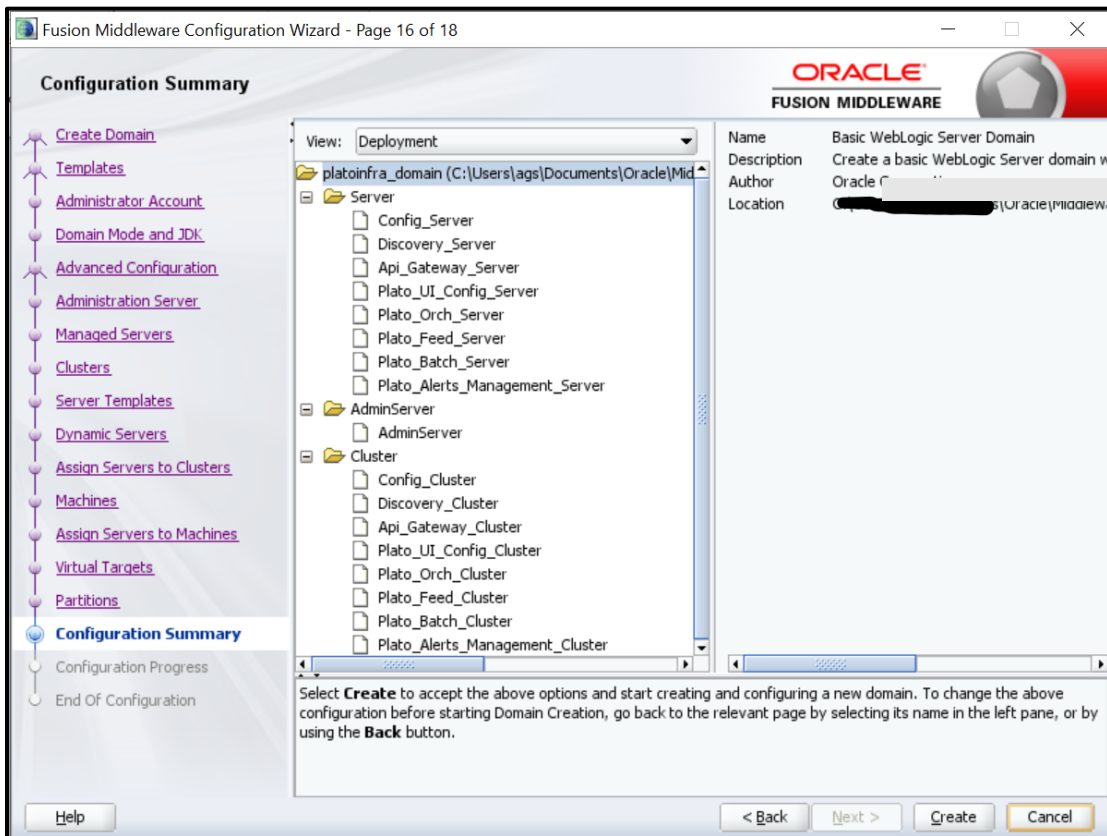 Fusion Middleware Configuration Wizard - Page 16 of 18
Configuration Summary
ORACLE
FUSION MIDDLEWARE
Create Domain
Templates
Administrator Account
Domain Mode and JDK
Advanced Configuration
Administration Server
Managed Servers
Clusters
Server Templates
Dynamic Servers
Assign Servers to Clusters
Machines
Assign Servers to Machines
Virtual Targets
Partitions
Configuration Summary
Configuration Progress
End Of Configuration
View: Deployment
platoinfra_domain (C:\Users\ags\Documents\Oracle\Mid
Server
Config_Server
Discovery_Server
Api_Gateway_Server
Plato_UI_Config_Server
Plato_Orch_Server
Plato_Feed_Server
Plato_Batch_Server
Plato_Alerts_Management_Server
AdminServer
AdminServer
Cluster
Config_Cluster
Discovery_Cluster
Api_Gateway_Cluster
Plato_UI_Config_Cluster
Plato_Orch_Cluster
Plato_Feed_Cluster
Plato_Batch_Cluster
Plato_Alerts_Management_Cluster
Name Basic WebLogic Server Domain
Description Create a basic WebLogic Server domain w
Author Oracle
Location s\Oracle\Middlewa
Select Create to accept the above options and start creating and configuring a new domain. To change the above
configuration before starting Domain Creation, go back to the relevant page by selecting its name in the left pane, or by
using the Back button.
Help
< Back
Next >
Create
Cancel